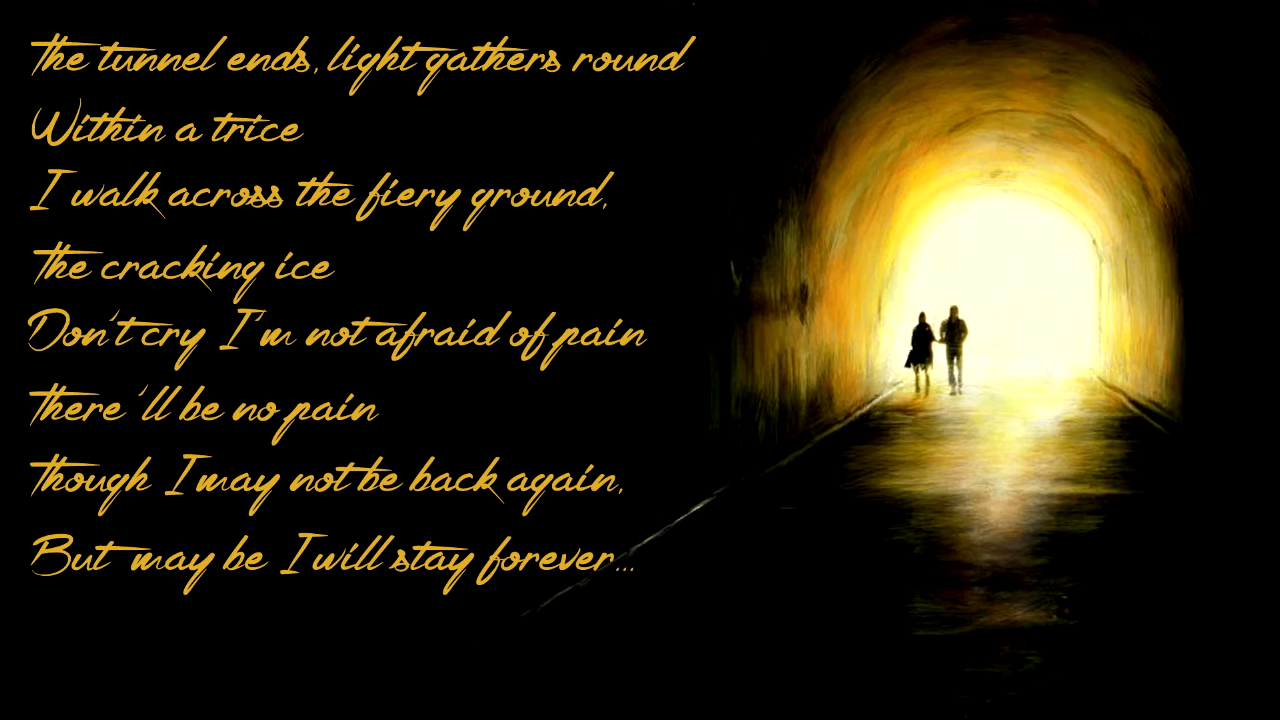 The tunnel ends, light gathers round
Within a trice
I walk across the fiery ground,
The cracking ice
Don't cry I'm not afraid of pain
There'll be no pain
Though I may not be back again,
But may be I will stay forever...